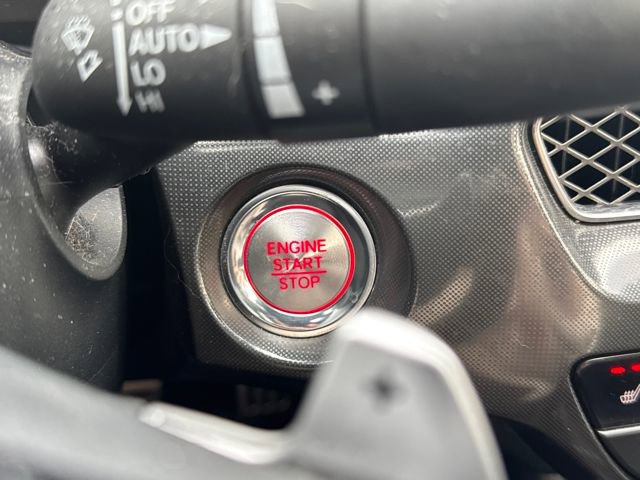 OFF
AUTO
LO
HI
+
ENGINE
START
STOP
+